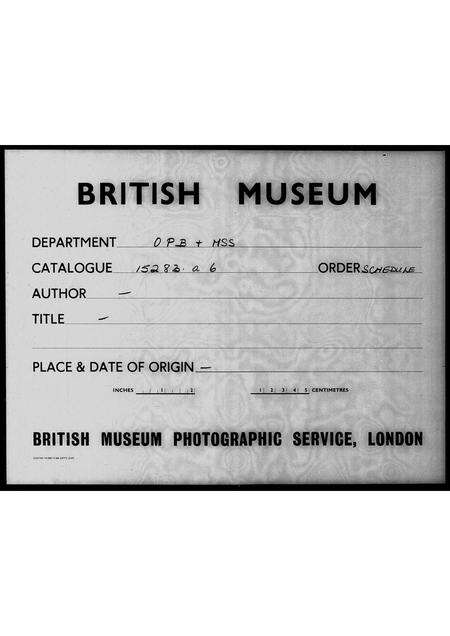 BRITISH MUSEUM
DEPARTMENT OPB + MSS
CATALOGUE 15283. a 6 ORDER SCHEDULE
AUTHOR —
TITLE —
PLACE & DATE OF ORIGIN —
INCHES 1 2 1 2 3 4 5 CENTIMETRES
BRITISH MUSEUM PHOTOGRAPHIC SERVICE, LONDON